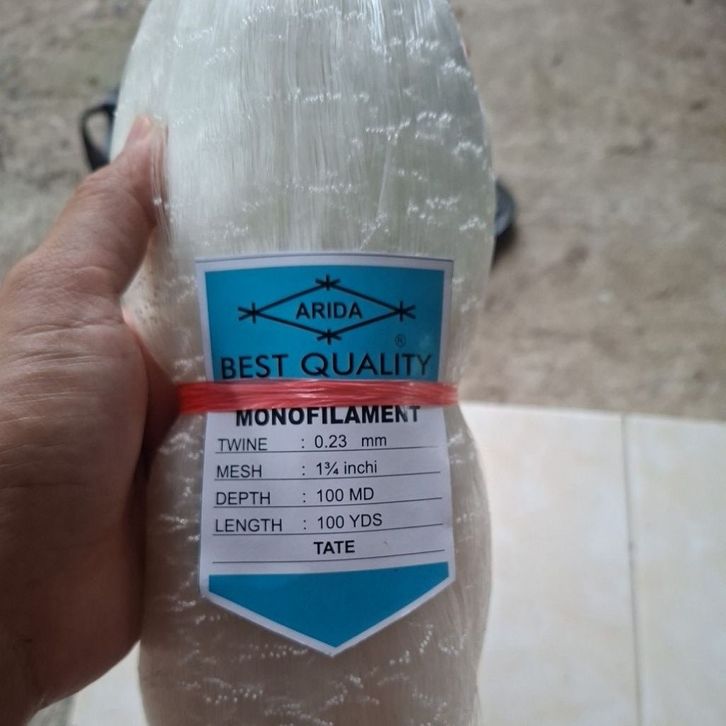 ARIDA
®
BEST QUALITY
MONOFILAMENT
TWINE : 0.23 mm
MESH : 1¾ inchi
DEPTH : 100 MD
LENGTH : 100 YDS
TATE